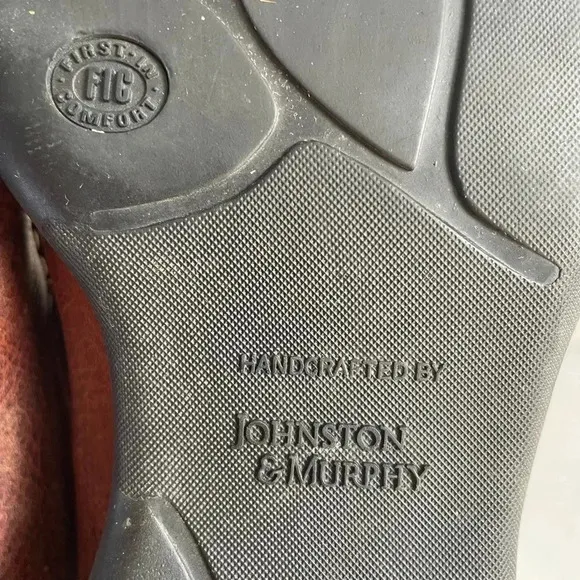 FIRST-IN
FIC
COMFORT
HANDCRAFTED BY
JOHNSTON
& MURPHY